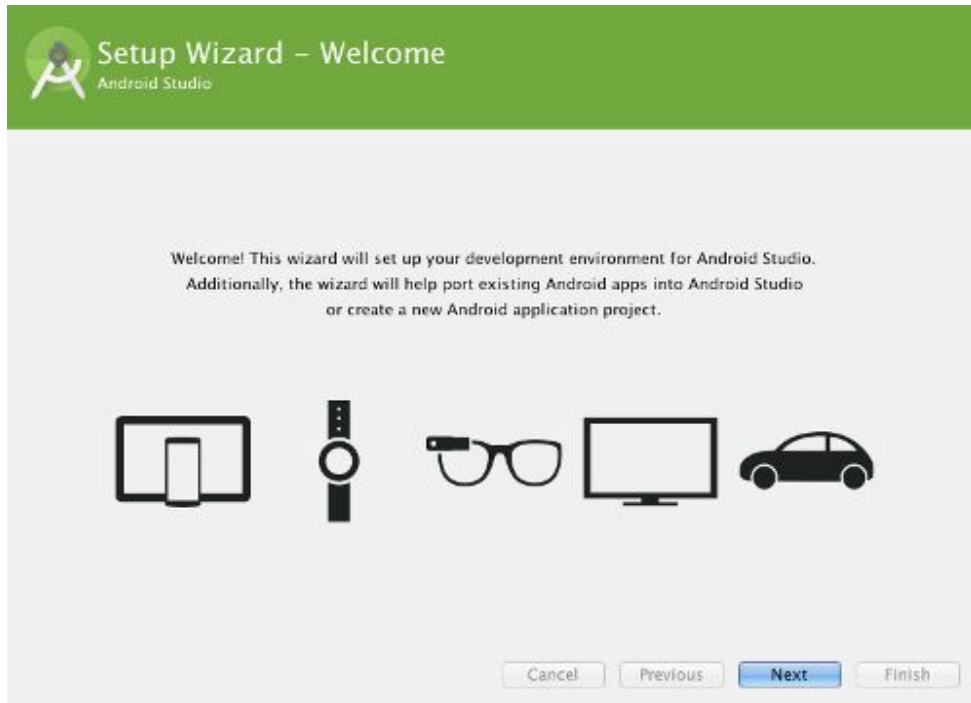 Setup Wizard – Welcome
Android Studio
Welcome! This wizard will set up your development environment for Android Studio.
Additionally, the wizard will help port existing Android apps into Android Studio
or create a new Android application project.
Cancel
Previous
Next
Finish